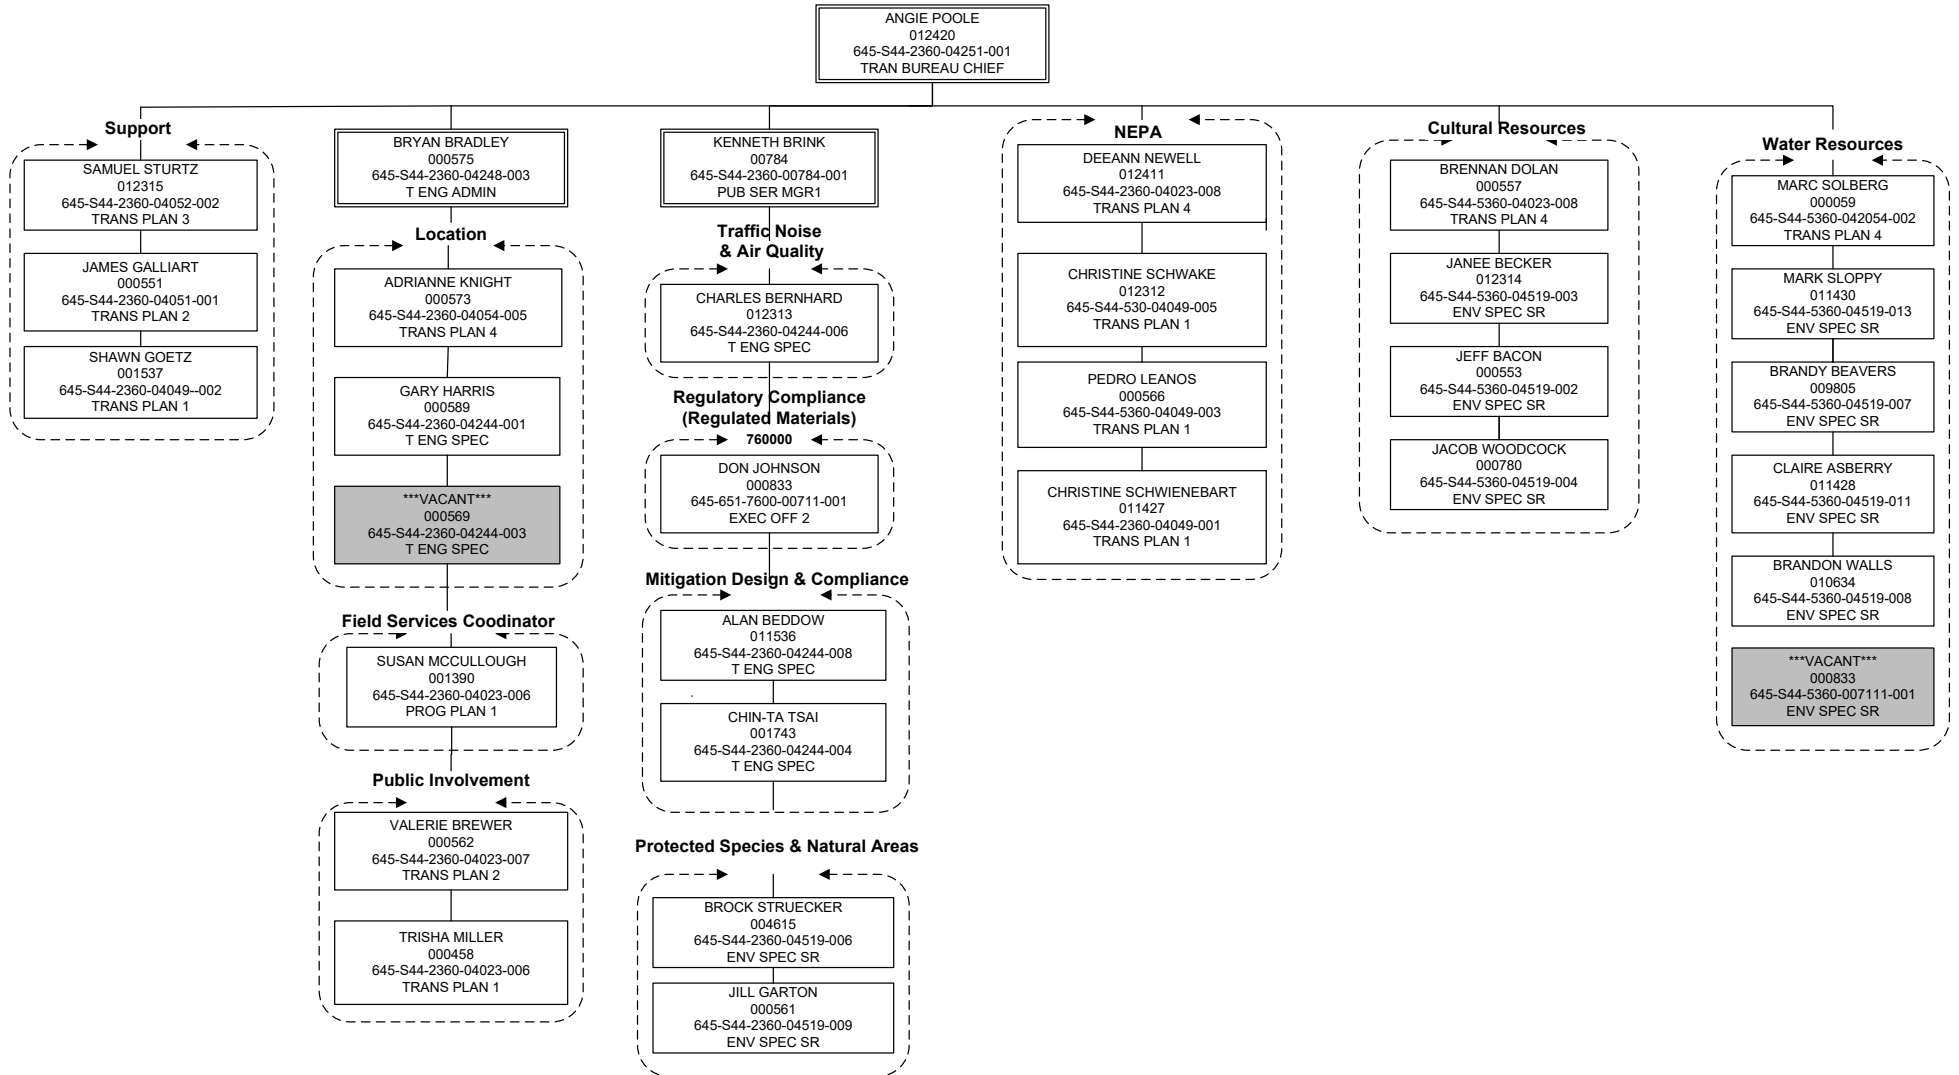 ANGIE POOLE
012420
645-S44-2360-04251-001
TRAN BUREAU CHIEF
Support
SAMUEL STURTZ
012315
645-S44-2360-04052-002
TRANS PLAN 3
JAMES GALLIART
000551
645-S44-2360-04051-001
TRANS PLAN 2
SHAWN GOETZ
001537
645-S44-2360-04049--002
TRANS PLAN 1
BRYAN BRADLEY
000575
645-S44-2360-04248-003
T ENG ADMIN
Location
ADRIANNE KNIGHT
000573
645-S44-2360-04054-005
TRANS PLAN 4
GARY HARRIS
000589
645-S44-2360-04244-001
T ENG SPEC
***VACANT***
000569
645-S44-2360-04244-003
T ENG SPEC
Field Services Coodinator
SUSAN MCCULLOUGH
001390
645-S44-2360-04023-006
PROG PLAN 1
Public Involvement
VALERIE BREWER
000562
645-S44-2360-04023-007
TRANS PLAN 2
TRISHA MILLER
000458
645-S44-2360-04023-006
TRANS PLAN 1
KENNETH BRINK
00784
645-S44-2360-00784-001
PUB SER MGR1
Traffic Noise
& Air Quality
CHARLES BERNHARD
012313
645-S44-2360-04244-006
T ENG SPEC
Regulatory Compliance
(Regulated Materials)
760000
DON JOHNSON
000833
645-651-7600-00711-001
EXEC OFF 2
Mitigation Design & Compliance
ALAN BEDDOW
011536
645-S44-2360-04244-008
T ENG SPEC
CHIN-TA TSAI
001743
645-S44-2360-04244-004
T ENG SPEC
Protected Species & Natural Areas
BROCK STRUECKER
004615
645-S44-2360-04519-006
ENV SPEC SR
JILL GARTON
000561
645-S44-2360-04519-009
ENV SPEC SR
NEPA
DEEANN NEWELL
012411
645-S44-2360-04023-008
TRANS PLAN 4
CHRISTINE SCHWAKE
012312
645-S44-530-04049-005
TRANS PLAN 1
PEDRO LEANOS
000566
645-S44-5360-04049-003
TRANS PLAN 1
CHRISTINE SCHWIENEBART
011427
645-S44-2360-04049-001
TRANS PLAN 1
Cultural Resources
BRENNAN DOLAN
000557
645-S44-5360-04023-008
TRANS PLAN 4
JANEE BECKER
012314
645-S44-5360-04519-003
ENV SPEC SR
JEFF BACON
000553
645-S44-5360-04519-002
ENV SPEC SR
JACOB WOODCOCK
000780
645-S44-5360-04519-004
ENV SPEC SR
Water Resources
MARC SOLBERG
000059
645-S44-5360-042054-002
TRANS PLAN 4
MARK SLOPPY
011430
645-S44-5360-04519-013
ENV SPEC SR
BRANDY BEAVERS
009805
645-S44-5360-04519-007
ENV SPEC SR
CLAIRE ASBERRY
011428
645-S44-5360-04519-011
ENV SPEC SR
BRANDON WALLS
010634
645-S44-5360-04519-008
ENV SPEC SR
***VACANT***
000833
645-S44-5360-007111-001
ENV SPEC SR